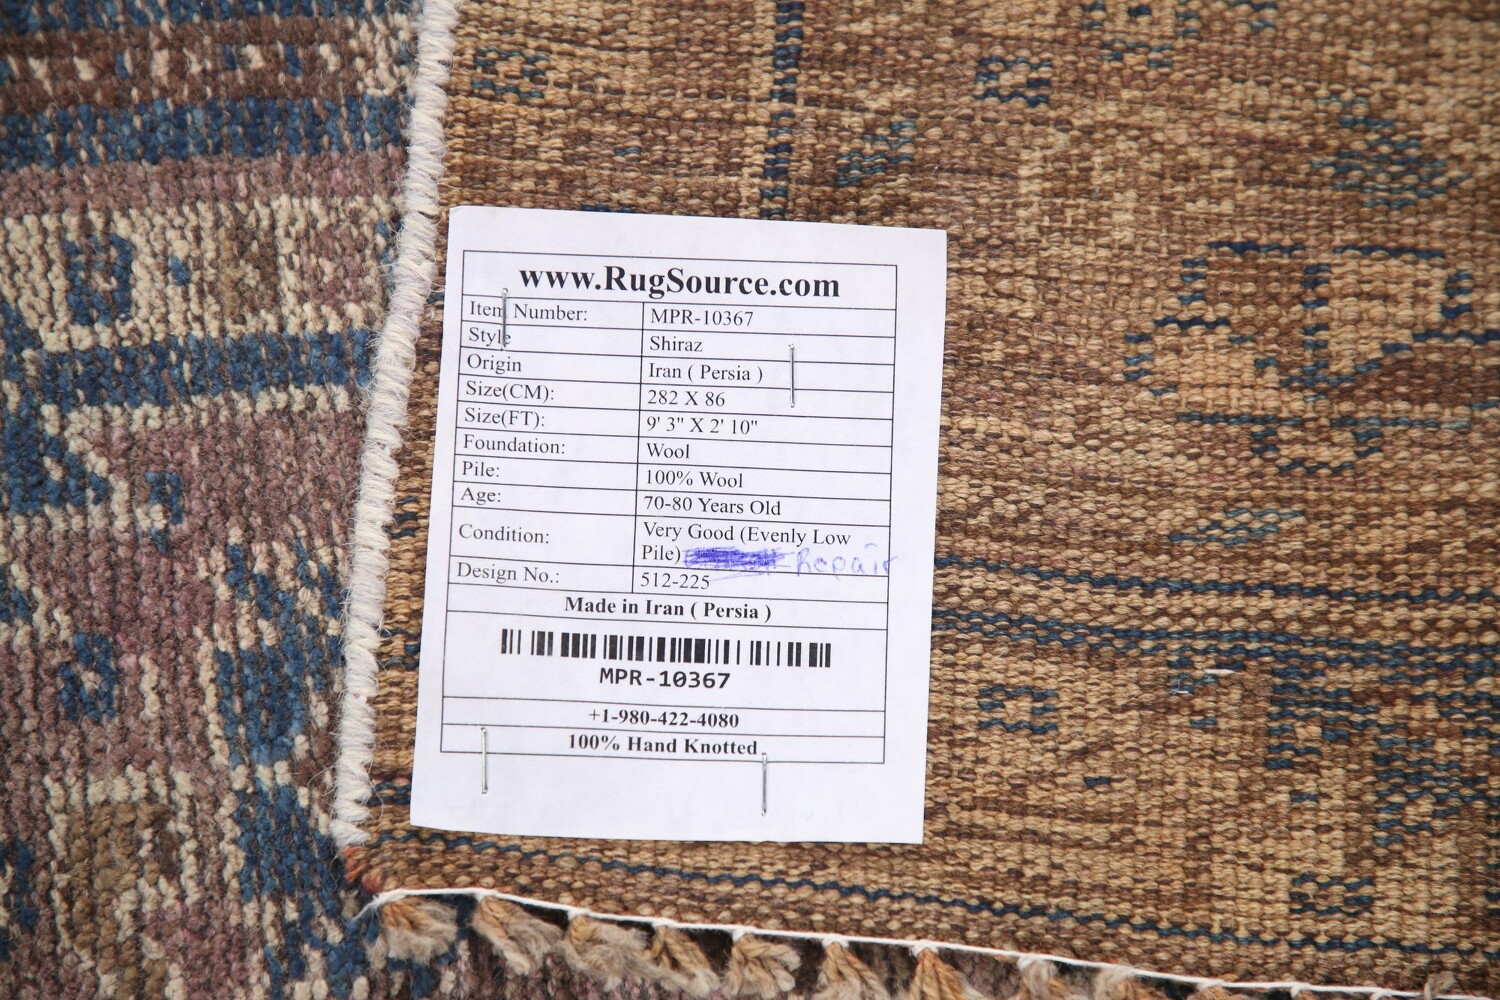 www.RugSource.com
Item Number: MPR-10367
Style Shiraz
Origin Iran ( Persia )
Size(CM): 282 X 86
Size(FT): 9' 3" X 2' 10"
Foundation: Wool
Pile: 100% Wool
Age: 70-80 Years Old
Condition: Very Good (Evenly Low
Pile) Repair
Design No.: 512-225
Made in Iran ( Persia )
MPR-10367
+1-980-422-4080
100% Hand Knotted